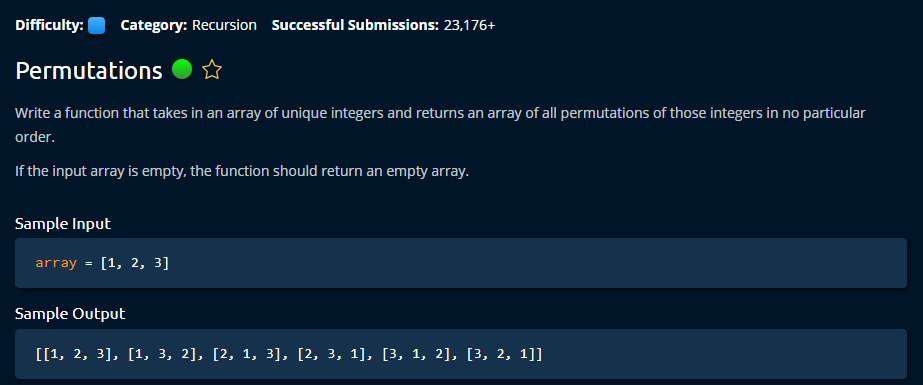 Difficulty: Category: Recursion Successful Submissions: 23,176+
Permutations
Write a function that takes in an array of unique integers and returns an array of all permutations of those integers in no particular
order.
If the input array is empty, the function should return an empty array.
Sample Input
array = [1, 2, 3]
Sample Output
[[1, 2, 3], [1, 3, 2], [2, 1, 3], [2, 3, 1], [3, 1, 2], [3, 2, 1]]